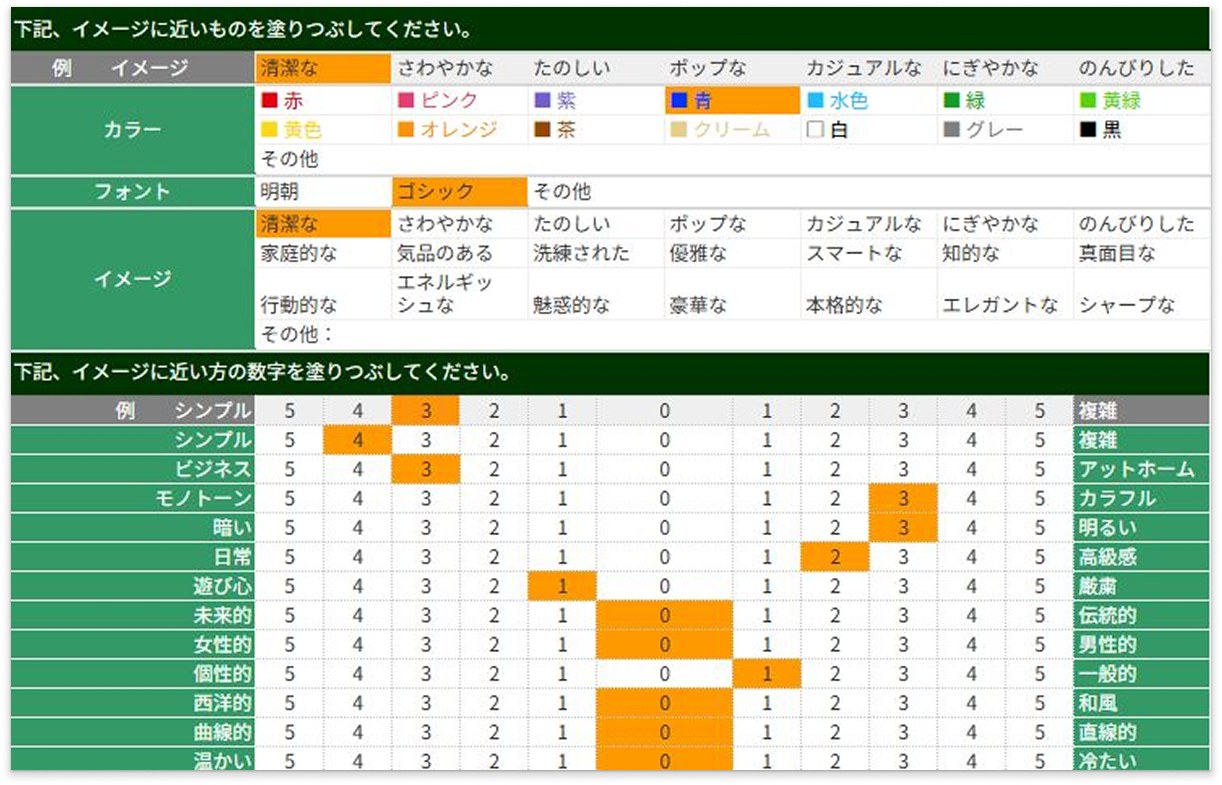 下記、イメージに近いものを塗りつぶしてください。
例 イメージ 清潔な さわやかな たのしい ポップな カジュアルな にぎやかな のんびりした
カラー
■ 赤 ■ ピンク ■ 紫 ■ 青 ■ 水色 ■ 緑 ■ 黄緑
■ 黄色 ■ オレンジ ■ 茶 ■ クリーム □ 白 ■ グレー ■ 黒
その他
フォント 明朝 ゴシック その他
イメージ
清潔な さわやかな たのしい ポップな カジュアルな にぎやかな のんびりした
家庭的な 気品のある 洗練された 優雅な スマートな 知的な 真面目な
行動的な エネルギッシュな 魅惑的な 豪華な 本格的な エレガントな シャープな
その他：
下記、イメージに近い方の数字を塗りつぶしてください。
例 シンプル 5 4 3 2 1 0 1 2 3 4 5 複雑
シンプル 5 4 3 2 1 0 1 2 3 4 5 複雑
ビジネス 5 4 3 2 1 0 1 2 3 4 5 アットホーム
モノトーン 5 4 3 2 1 0 1 2 3 4 5 カラフル
暗い 5 4 3 2 1 0 1 2 3 4 5 明るい
日常 5 4 3 2 1 0 1 2 3 4 5 高級感
遊び心 5 4 3 2 1 0 1 2 3 4 5 厳粛
未来的 5 4 3 2 1 0 1 2 3 4 5 伝統的
女性的 5 4 3 2 1 0 1 2 3 4 5 男性的
個性的 5 4 3 2 1 0 1 2 3 4 5 一般的
西洋的 5 4 3 2 1 0 1 2 3 4 5 和風
曲線的 5 4 3 2 1 0 1 2 3 4 5 直線的
温かい 5 4 3 2 1 0 1 2 3 4 5 冷たい